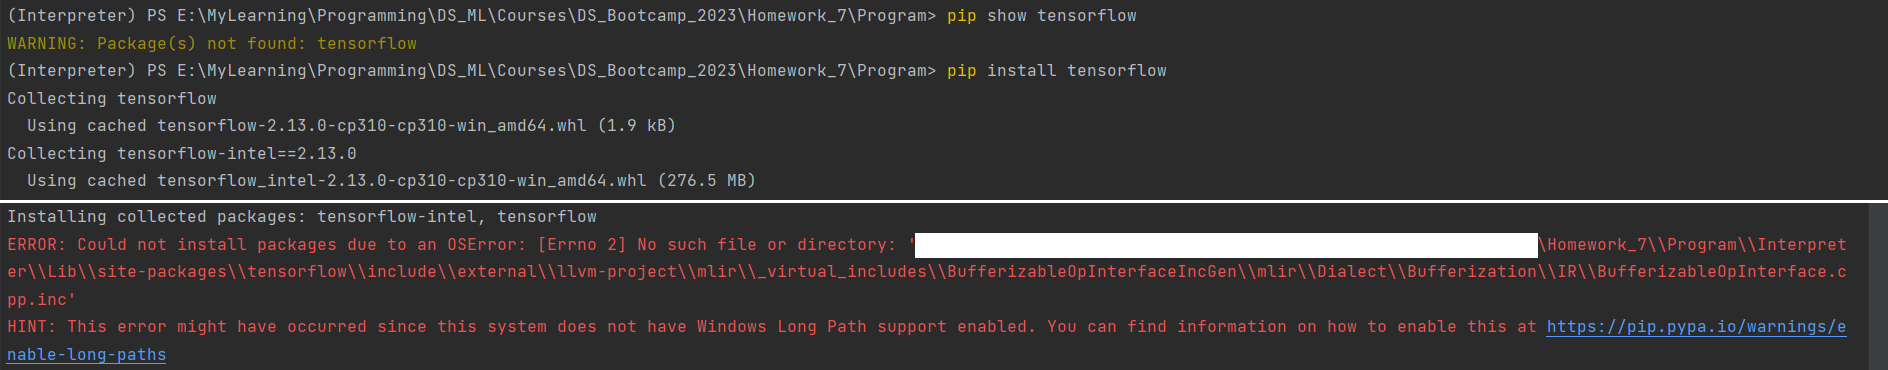 (Interpreter) PS E:\MyLearning\Programming\DS_ML\Courses\DS_Bootcamp_2023\Homework_7\Program> pip show tensorflow
WARNING: Package(s) not found: tensorflow
(Interpreter) PS E:\MyLearning\Programming\DS_ML\Courses\DS_Bootcamp_2023\Homework_7\Program> pip install tensorflow
Collecting tensorflow
  Using cached tensorflow-2.13.0-cp310-cp310-win_amd64.whl (1.9 kB)
Collecting tensorflow-intel==2.13.0
  Using cached tensorflow_intel-2.13.0-cp310-cp310-win_amd64.whl (276.5 MB)
Installing collected packages: tensorflow-intel, tensorflow
ERROR: Could not install packages due to an OSError: [Errno 2] No such file or directory: '\Homework_7\\Program\\Interpret
er\\Lib\\site-packages\\tensorflow\\include\\external\\llvm-project\\mlir\\_virtual_includes\\BufferizableOpInterfaceIncGen\\mlir\\Dialect\\Bufferization\\IR\\BufferizableOpInterface.c
pp.inc'
HINT: This error might have occurred since this system does not have Windows Long Path support enabled. You can find information on how to enable this at https://pip.pypa.io/warnings/e
nable-long-paths